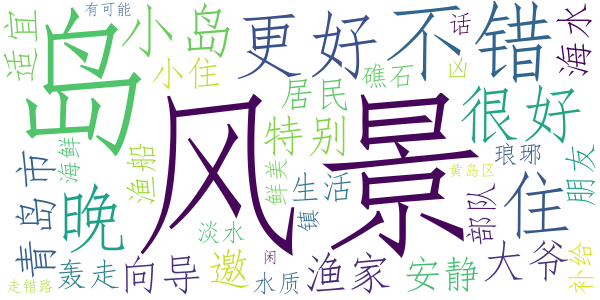 有可能
适宜
小岛
更好
不错
话
海水
岛
小住
居民
礁石
凶
很好
特别
琅琊
朋友
风景
青岛市
海鲜
渔船
晚
鲜美
生活
黄岛区
镇
部队
住
淡水
走错路
轰走
向导
邀
闲
水质
渔家
安静
大爷
补给